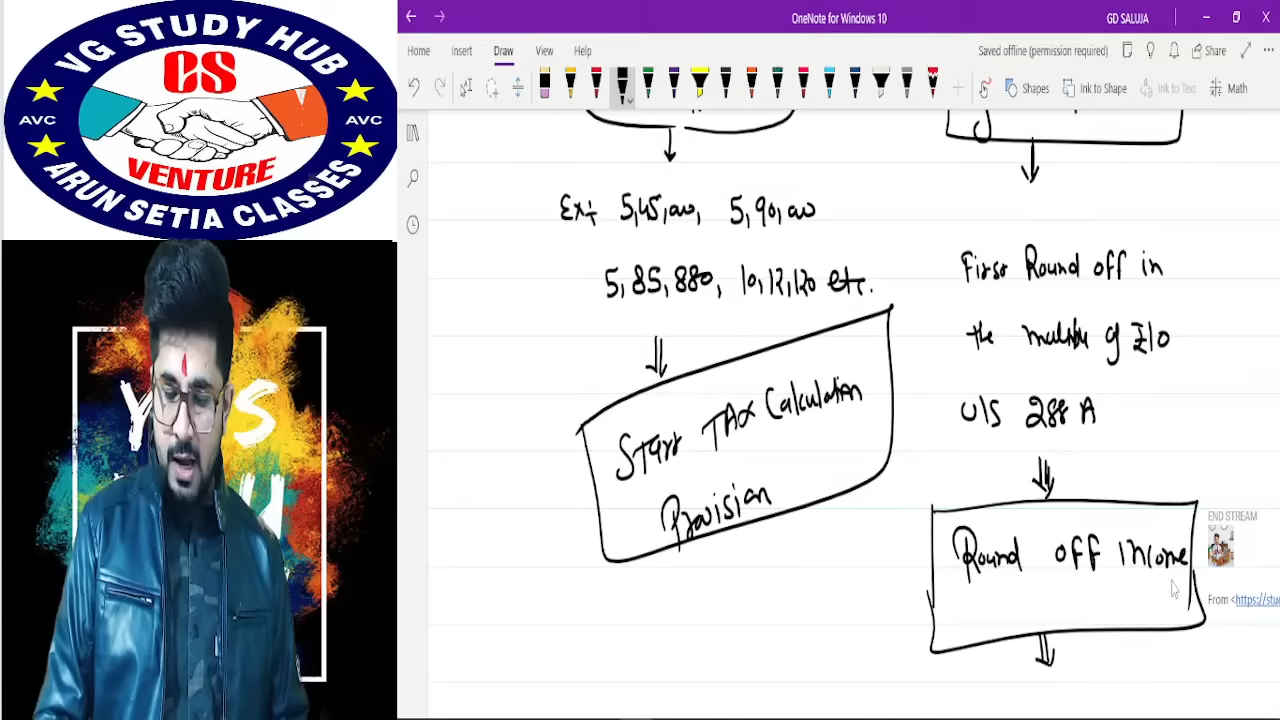 VG STUDY HUB
CS
AVC
AVC
VENTURE
ARUN SETIA CLASSES
Y S
OneNote for Windows 10
GD SALUJA
Home Insert Draw View Help
Saved offline (permission required)
Share
Shapes
Ink to Shape
Ink to Text
Math
Ex:- 5,45,000, 5,90,000
5,85,880, 10,12,120 etc.
Start TAX Calculation
Provision
First Round off in
the multiple of ₹10
U/S 288 A
Round off income
END STREAM
From <https://stu